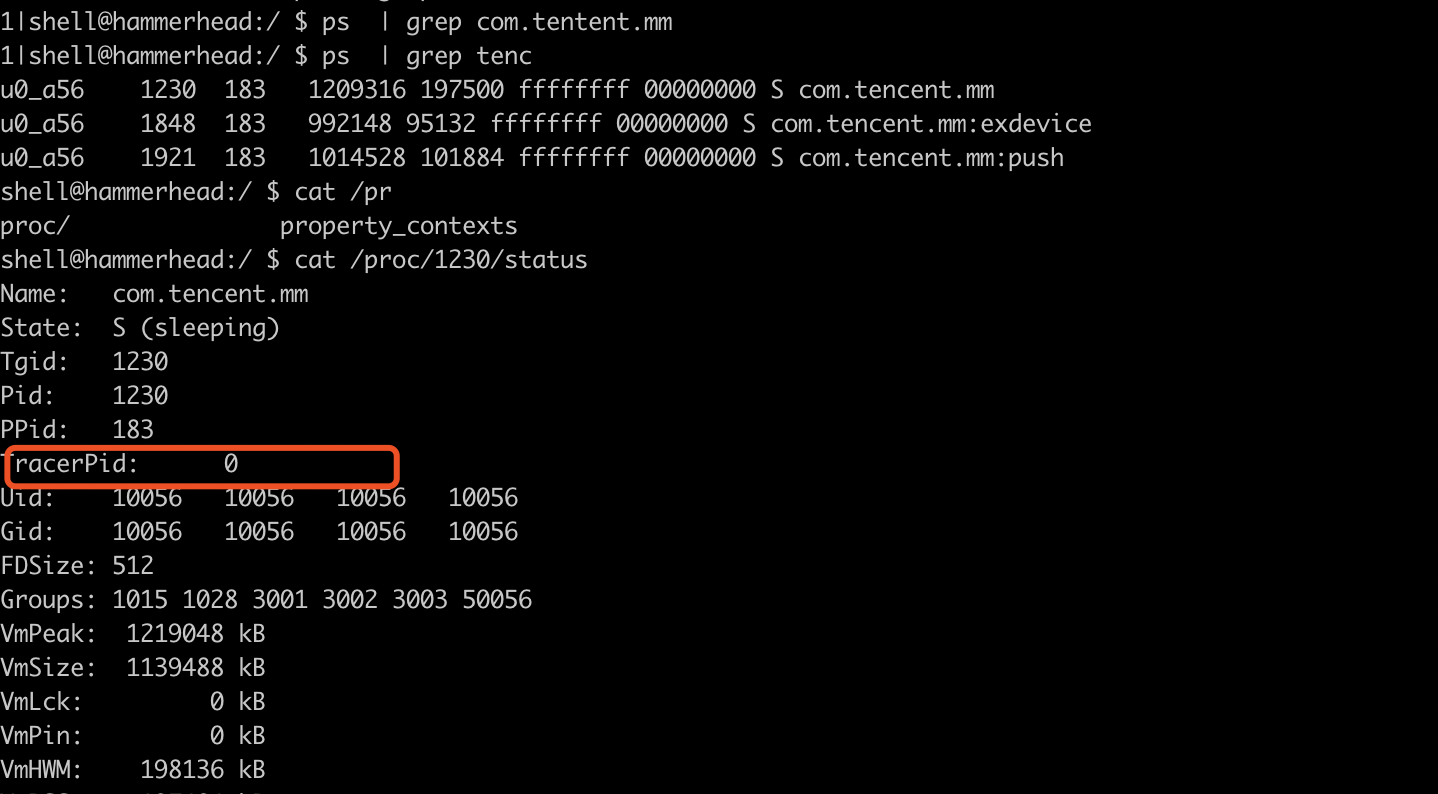 1|shell@hammerhead:/ $ ps  | grep com.tentent.mm
1|shell@hammerhead:/ $ ps  | grep tenc
u0_a56    1230  183   1209316 197500 ffffffff 00000000 S com.tencent.mm
u0_a56    1848  183   992148 95132 ffffffff 00000000 S com.tencent.mm:exdevice
u0_a56    1921  183   1014528 101884 ffffffff 00000000 S com.tencent.mm:push
shell@hammerhead:/ $ cat /pr
proc/               property_contexts
shell@hammerhead:/ $ cat /proc/1230/status
Name:   com.tencent.mm
State:  S (sleeping)
Tgid:   1230
Pid:    1230
PPid:   183
TracerPid:      0
Uid:    10056   10056   10056   10056
Gid:    10056   10056   10056   10056
FDSize: 512
Groups: 1015 1028 3001 3002 3003 50056
VmPeak:  1219048 kB
VmSize:  1139488 kB
VmLck:         0 kB
VmPin:         0 kB
VmHWM:    198136 kB